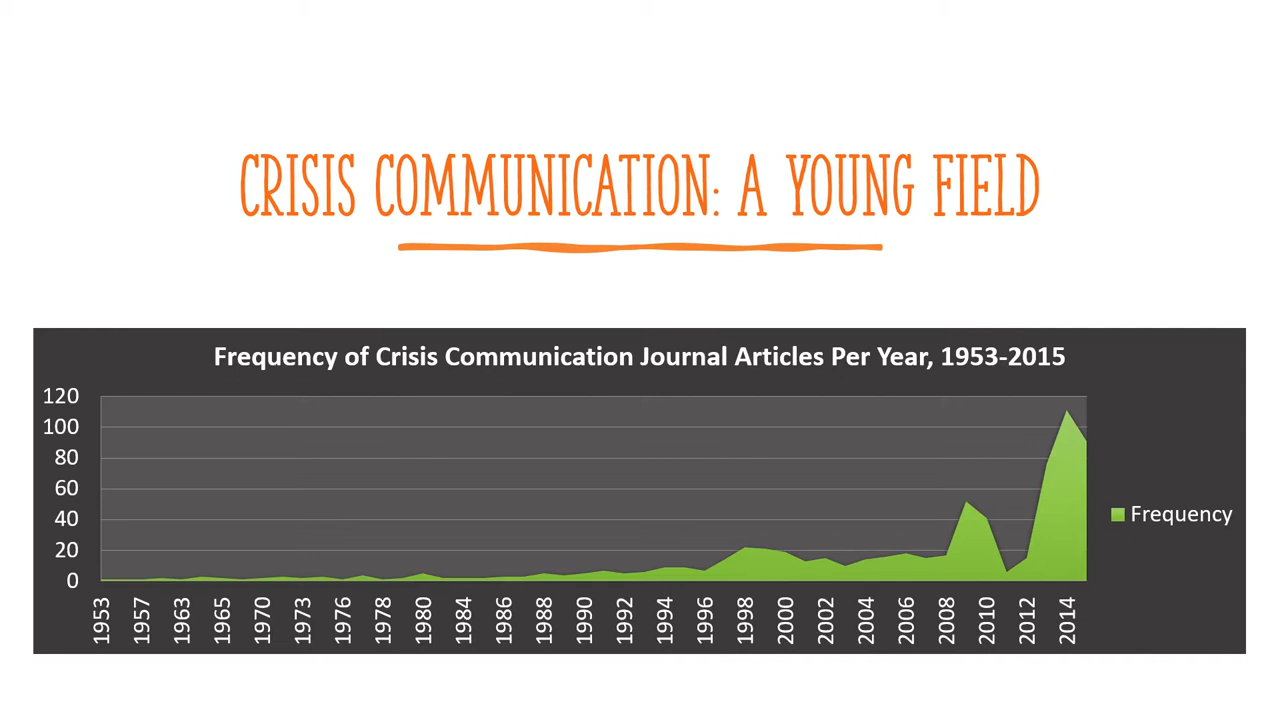 CRISIS COMMUNICATION: A YOUNG FIELD
Frequency of Crisis Communication Journal Articles Per Year, 1953-2015
120
100
80
60
40
20
0
Frequency
1953 1957 1963 1965 1970 1973 1976 1978 1980 1984 1986 1988 1990 1992 1994 1996 1998 2000 2002 2004 2006 2008 2010 2012 2014